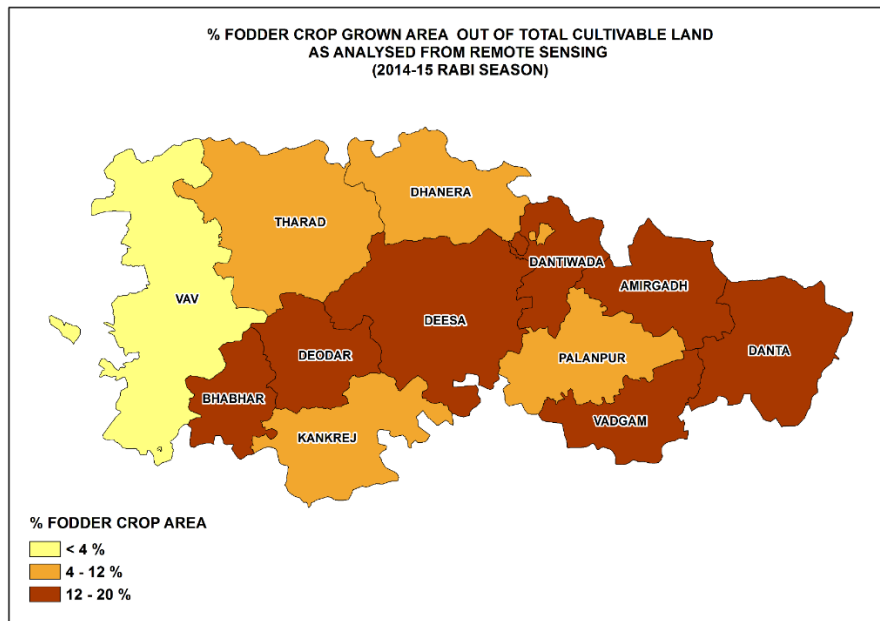 % FODDER CROP GROWN AREA OUT OF TOTAL CULTIVABLE LAND
AS ANALYSED FROM REMOTE SENSING
(2014-15 RABI SEASON)
DHANERA
THARAD
DANTIWADA
AMIRGADH
VAV
DEESA
DEODAR
PALANPUR
DANTA
BHABHAR
VADGAM
KANKREJ
% FODDER CROP AREA
< 4 %
4 - 12 %
12 - 20 %